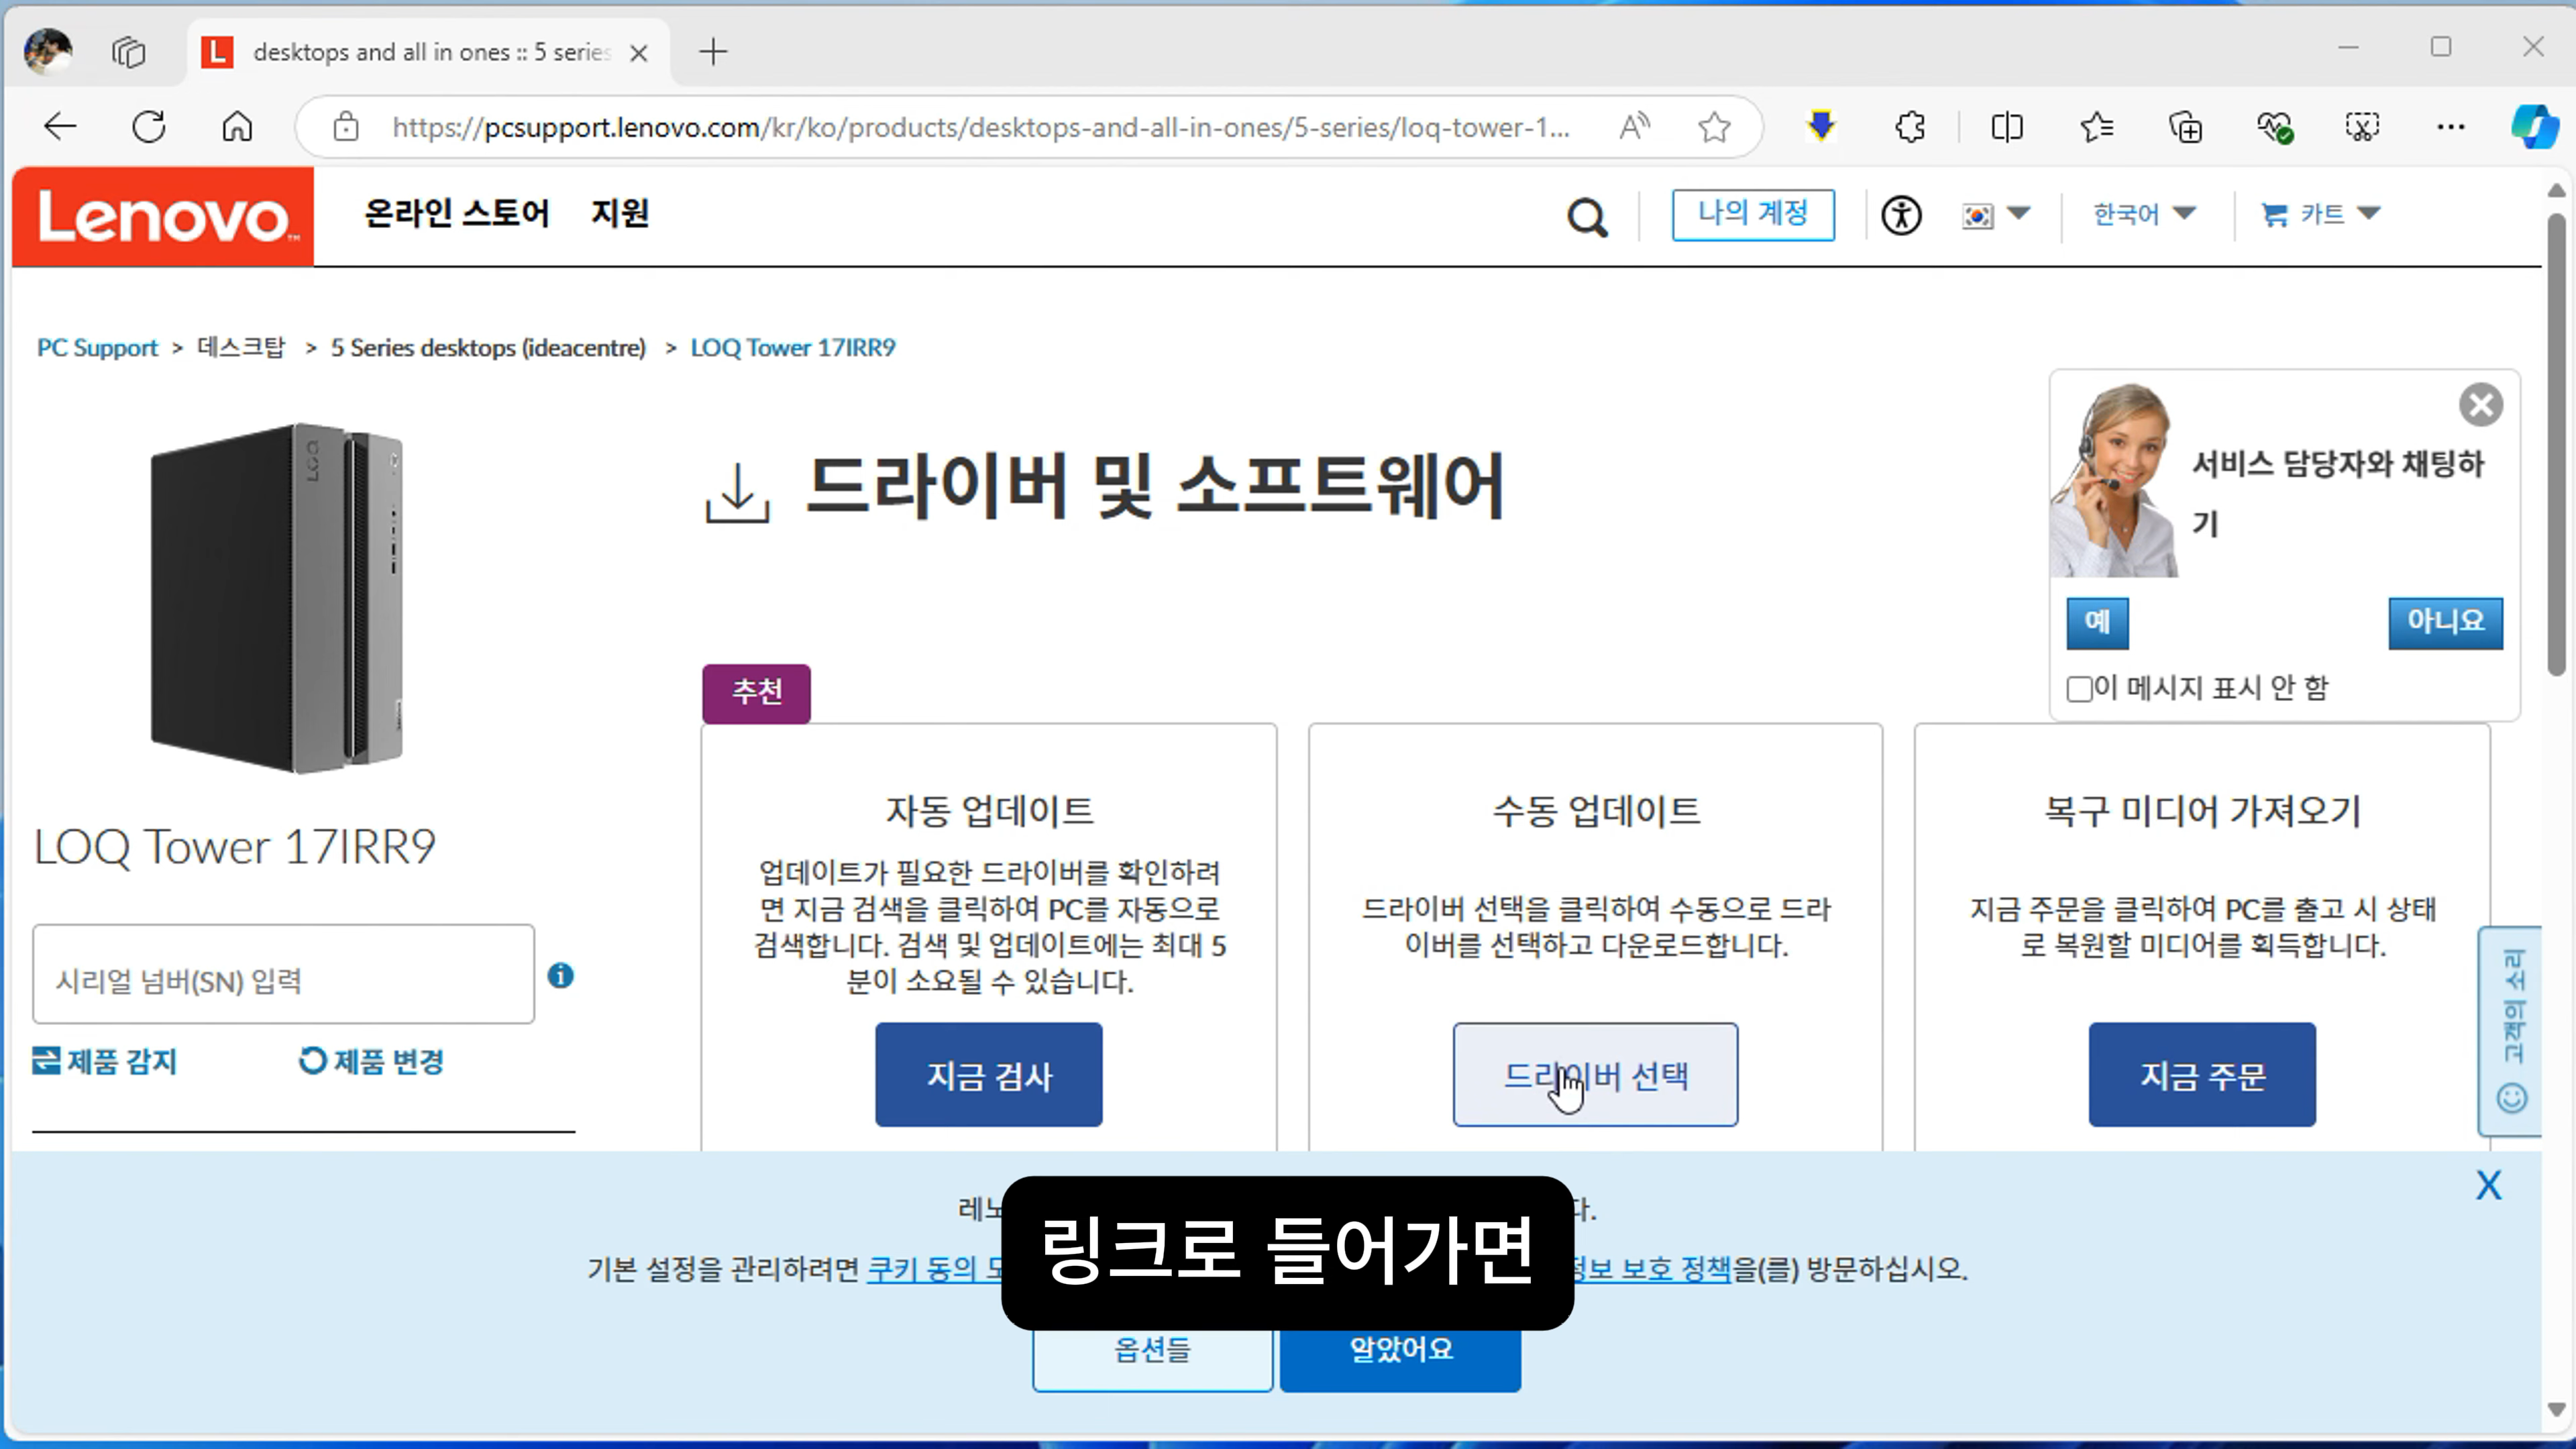 desktops and all in ones :: 5 series
https://pcsupport.lenovo.com/kr/ko/products/desktops-and-all-in-ones/5-series/loq-tower-1...
Lenovo™
온라인 스토어
지원
나의 계정
한국어
카트
PC Support > 데스크탑 > 5 Series desktops (ideacentre) > LOQ Tower 17IRR9
드라이버 및 소프트웨어
서비스 담당자와 채팅하
기
예
아니요
이 메시지 표시 안 함
LOQ
LOQ Tower 17IRR9
시리얼 넘버(SN) 입력
제품 감지
제품 변경
추천
자동 업데이트
업데이트가 필요한 드라이버를 확인하려
면 지금 검색을 클릭하여 PC를 자동으로
검색합니다. 검색 및 업데이트에는 최대 5
분이 소요될 수 있습니다.
지금 검사
수동 업데이트
드라이버 선택을 클릭하여 수동으로 드라
이버를 선택하고 다운로드합니다.
드라이버 선택
복구 미디어 가져오기
지금 주문을 클릭하여 PC를 출고 시 상태
로 복원할 미디어를 획득합니다.
지금 주문
고객의 소리
X
기본 설정을 관리하려면 쿠키 동의 보호 정책을(를) 방문하십시오.
링크로 들어가면
옵션들
알았어요